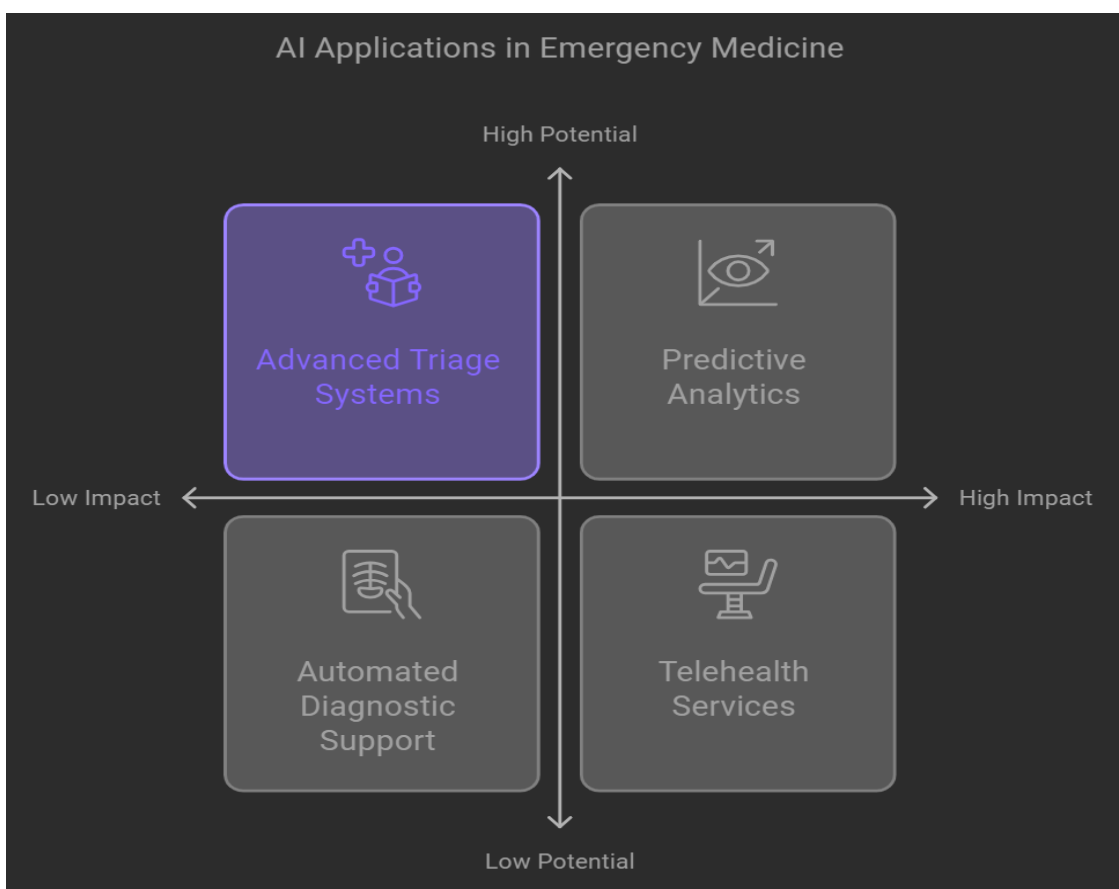 AI Applications in Emergency Medicine
High Potential
Advanced Triage
Systems
Predictive
Analytics
Low Impact
High Impact
Automated
Diagnostic
Support
Telehealth
Services
Low Potential